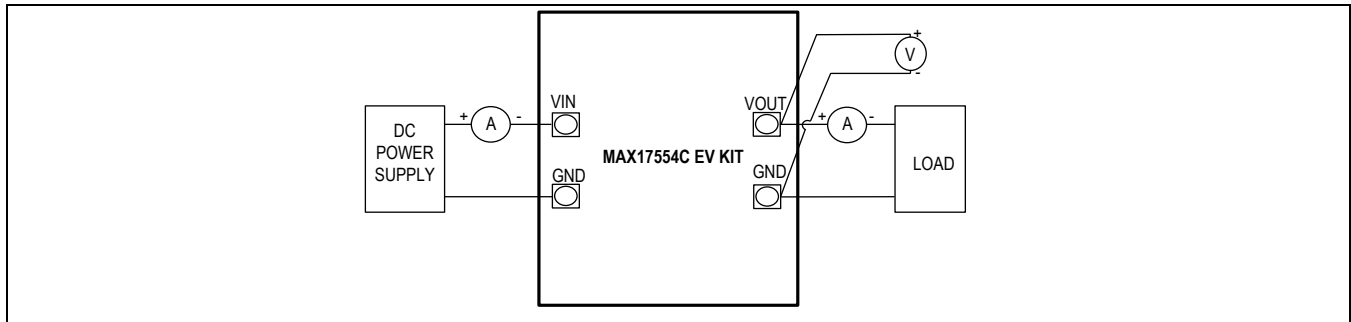 DC
POWER
SUPPLY
+ A -
VIN
GND
MAX17554C EV KIT
VOUT
GND
+
V
-
+ A -
LOAD